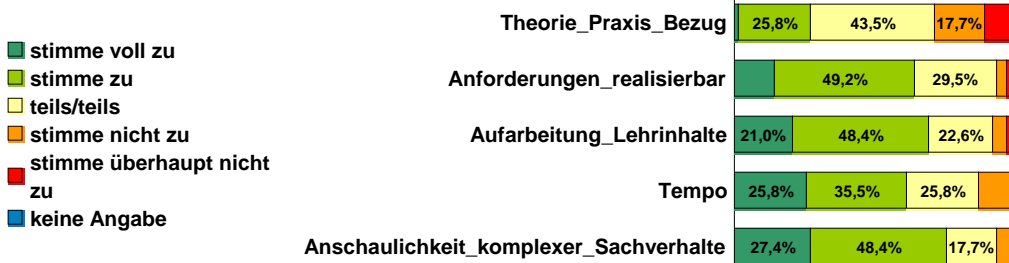 stimme voll zu
stimme zu
teils/teils
stimme nicht zu
stimme überhaupt nicht
zu
keine Angabe
Theorie_Praxis_Bezug 25,8% 43,5% 17,7%
Anforderungen_realisierbar 49,2% 29,5%
Aufarbeitung_Lehrinhalte 21,0% 48,4% 22,6%
Tempo 25,8% 35,5% 25,8%
Anschaulichkeit_komplexer_Sachverhalte 27,4% 48,4% 17,7%